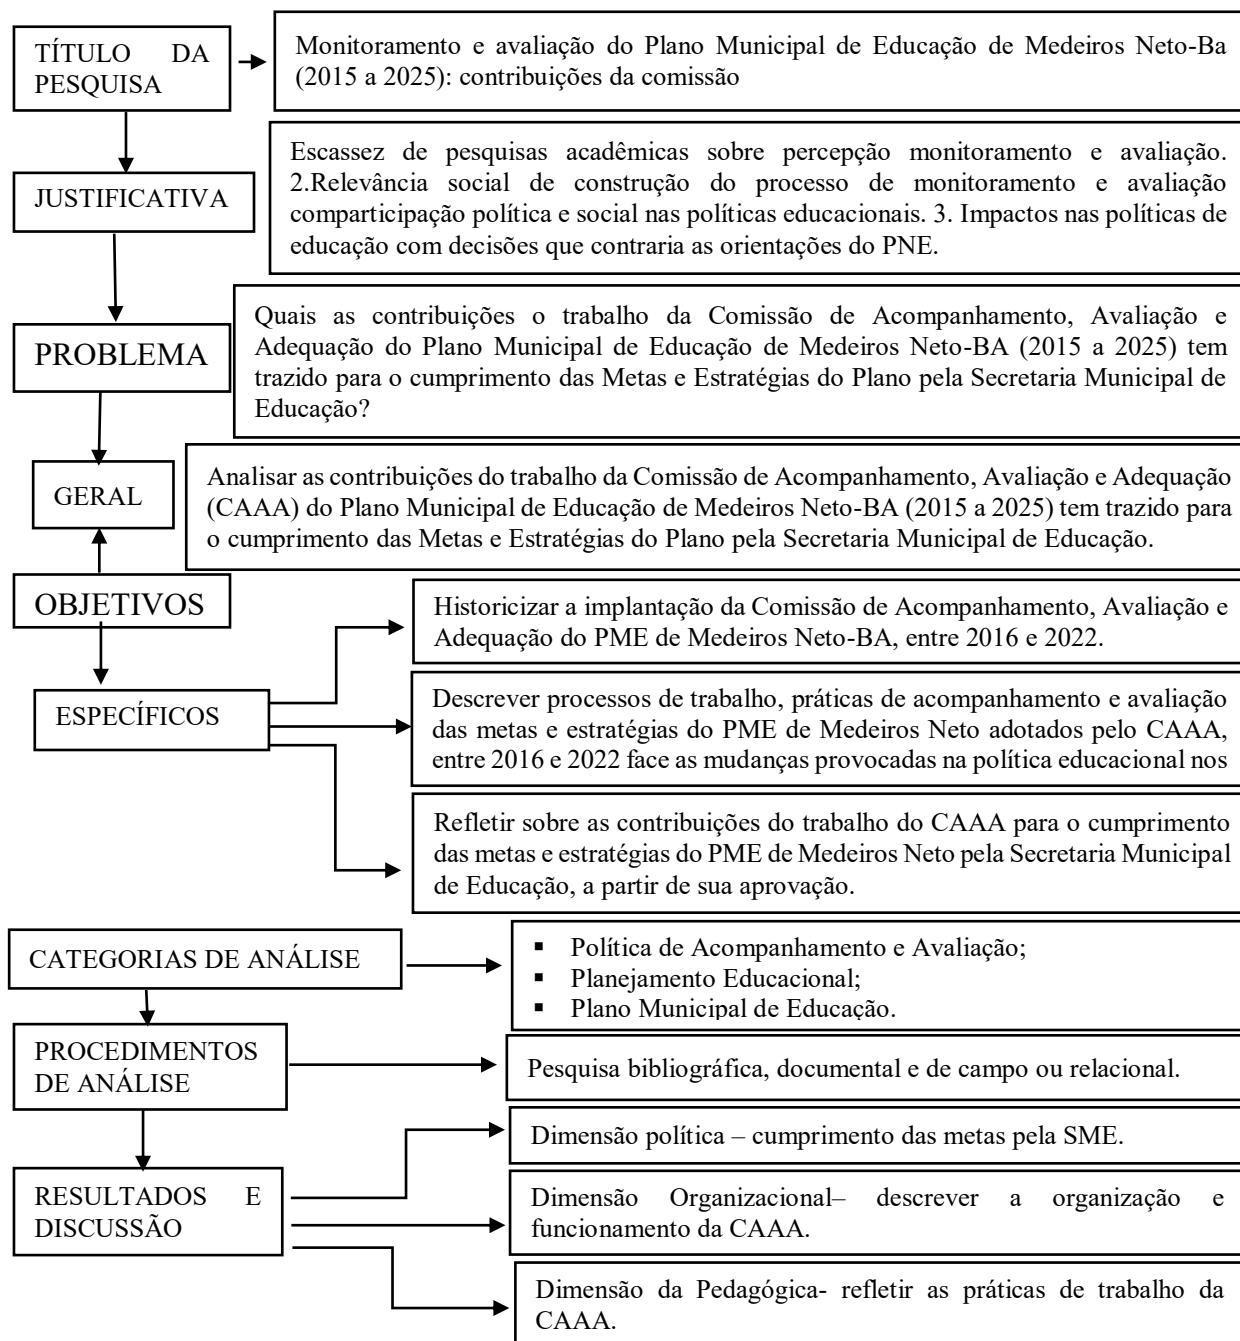 TÍTULO DA
PESQUISA
Monitoramento e avaliação do Plano Municipal de Educação de Medeiros Neto-Ba
(2015 a 2025): contribuições da comissão
JUSTIFICATIVA
Escassez de pesquisas acadêmicas sobre percepção monitoramento e avaliação.
2.Relevância social de construção do processo de monitoramento e avaliação
comparticipação política e social nas políticas educacionais. 3. Impactos nas políticas de
educação com decisões que contraria as orientações do PNE.
PROBLEMA
Quais as contribuições o trabalho da Comissão de Acompanhamento, Avaliação e
Adequação do Plano Municipal de Educação de Medeiros Neto-BA (2015 a 2025) tem
trazido para o cumprimento das Metas e Estratégias do Plano pela Secretaria Municipal de
Educação?
GERAL
Analisar as contribuições do trabalho da Comissão de Acompanhamento, Avaliação e Adequação
(CAAA) do Plano Municipal de Educação de Medeiros Neto-BA (2015 a 2025) tem trazido para
o cumprimento das Metas e Estratégias do Plano pela Secretaria Municipal de Educação.
OBJETIVOS
Historicizar a implantação da Comissão de Acompanhamento, Avaliação e
Adequação do PME de Medeiros Neto-BA, entre 2016 e 2022.
ESPECÍFICOS
Descrever processos de trabalho, práticas de acompanhamento e avaliação
das metas e estratégias do PME de Medeiros Neto adotados pelo CAAA,
entre 2016 e 2022 face as mudanças provocadas na política educacional nos
Refletir sobre as contribuições do trabalho do CAAA para o cumprimento
das metas e estratégias do PME de Medeiros Neto pela Secretaria Municipal
de Educação, a partir de sua aprovação.
CATEGORIAS DE ANÁLISE
▪ Política de Acompanhamento e Avaliação;
▪ Planejamento Educacional;
▪ Plano Municipal de Educação.
PROCEDIMENTOS
DE ANÁLISE
Pesquisa bibliográfica, documental e de campo ou relacional.
RESULTADOS E
DISCUSSÃO
Dimensão política – cumprimento das metas pela SME.
Dimensão Organizacional– descrever a organização e
funcionamento da CAAA.
Dimensão da Pedagógica- refletir as práticas de trabalho da
CAAA.